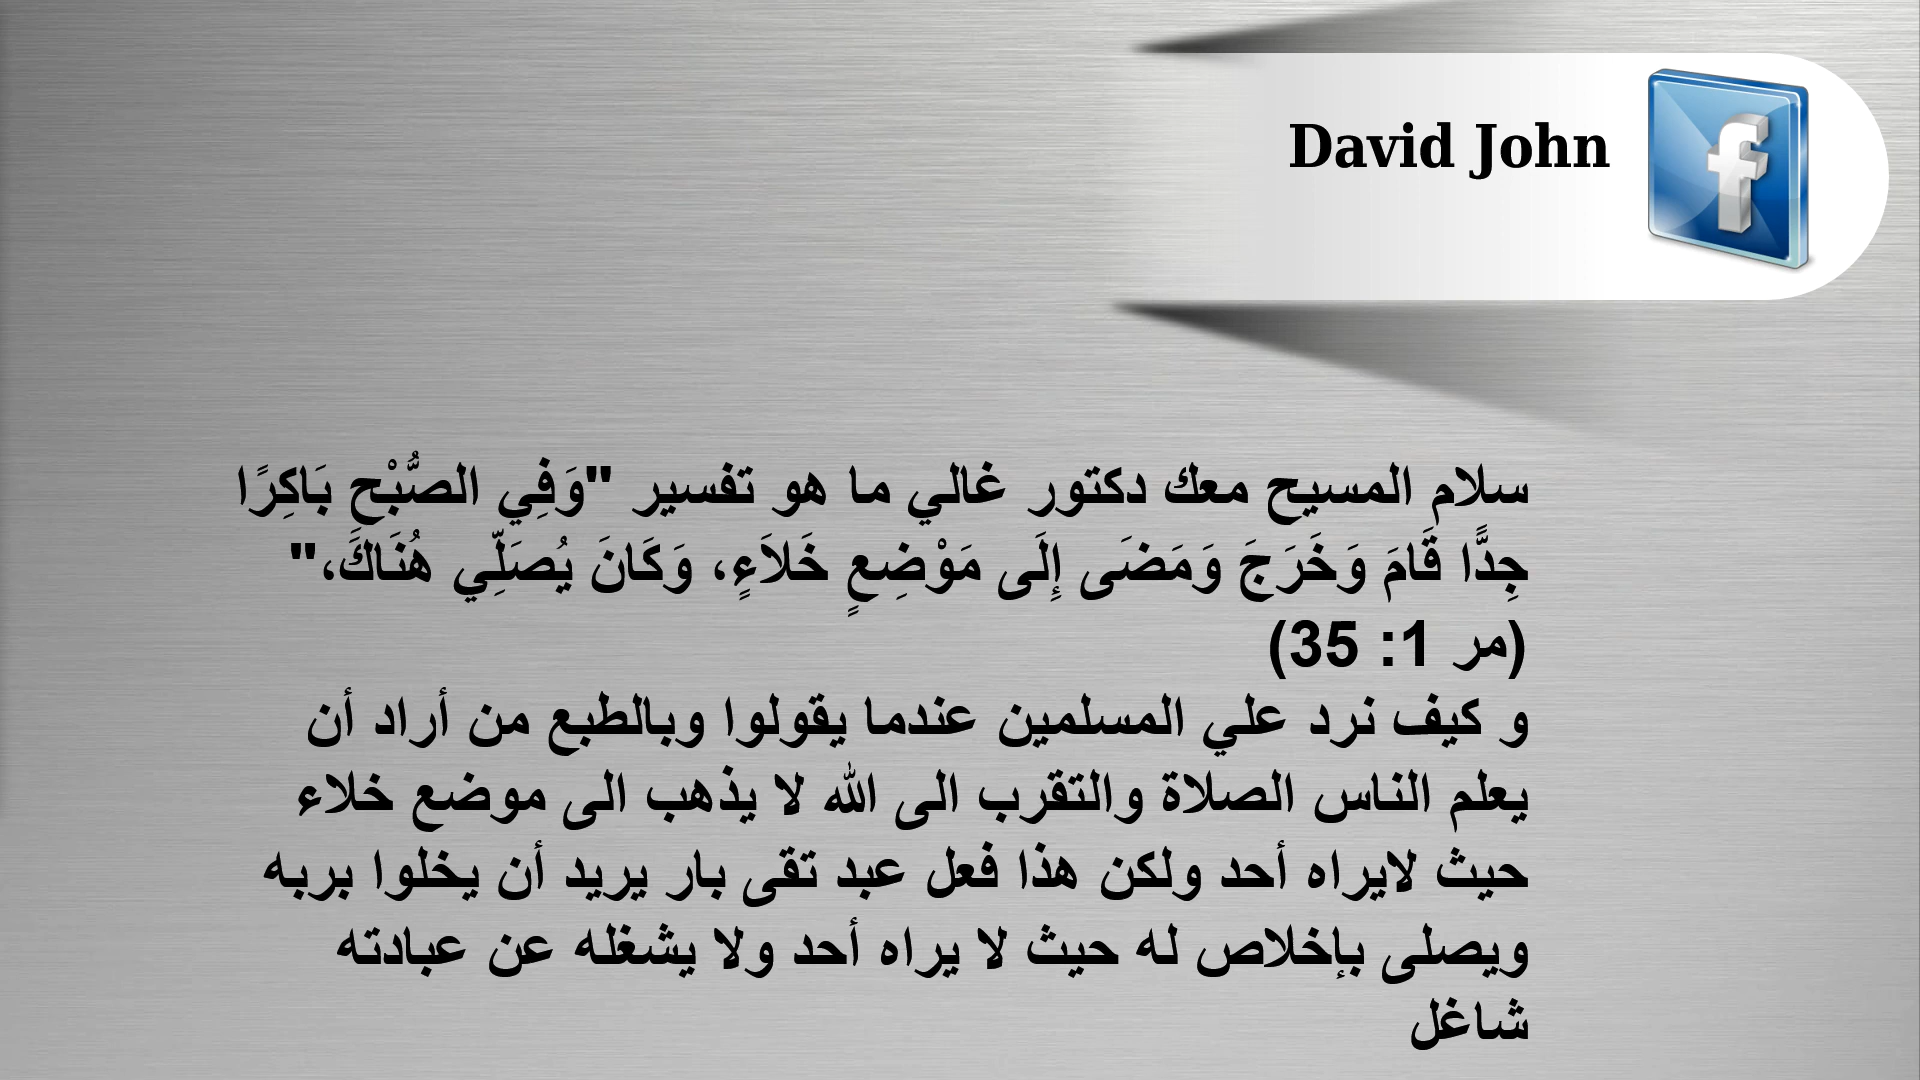 David John
سلام المسيح معك دكتور غالي ما هو تفسير "وَفِي الصُّبْحِ بَاكِرًا
جِدًّا قَامَ وَخَرَجَ وَمَضَى إِلَى مَوْضِعٍ خَلاَءٍ، وَكَانَ يُصَلِّي هُنَاكَ،"
(مر 1: 35)
و كيف نرد علي المسلمين عندما يقولوا وبالطبع من أراد أن
يعلم الناس الصلاة والتقرب الى الله لا يذهب الى موضع خلاء
حيث لايراه أحد ولكن هذا فعل عبد تقى بار يريد أن يخلوا بربه
ويصلى بإخلاص له حيث لا يراه أحد ولا يشغله عن عبادته
شاغل